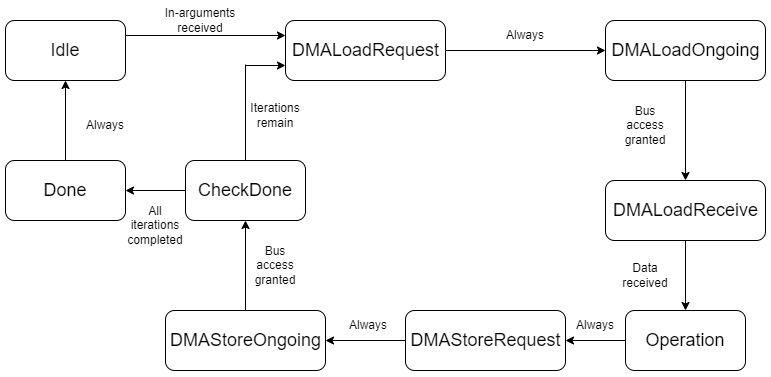 In-arguments
received
Idle
DMALoadRequest
Always
DMALoadOngoing
Iterations
remain
Bus
access
granted
Always
Done
CheckDone
All
iterations
completed
DMALoadReceive
Bus
access
granted
Data
received
DMAStoreOngoing
Always
DMAStoreRequest
Always
Operation